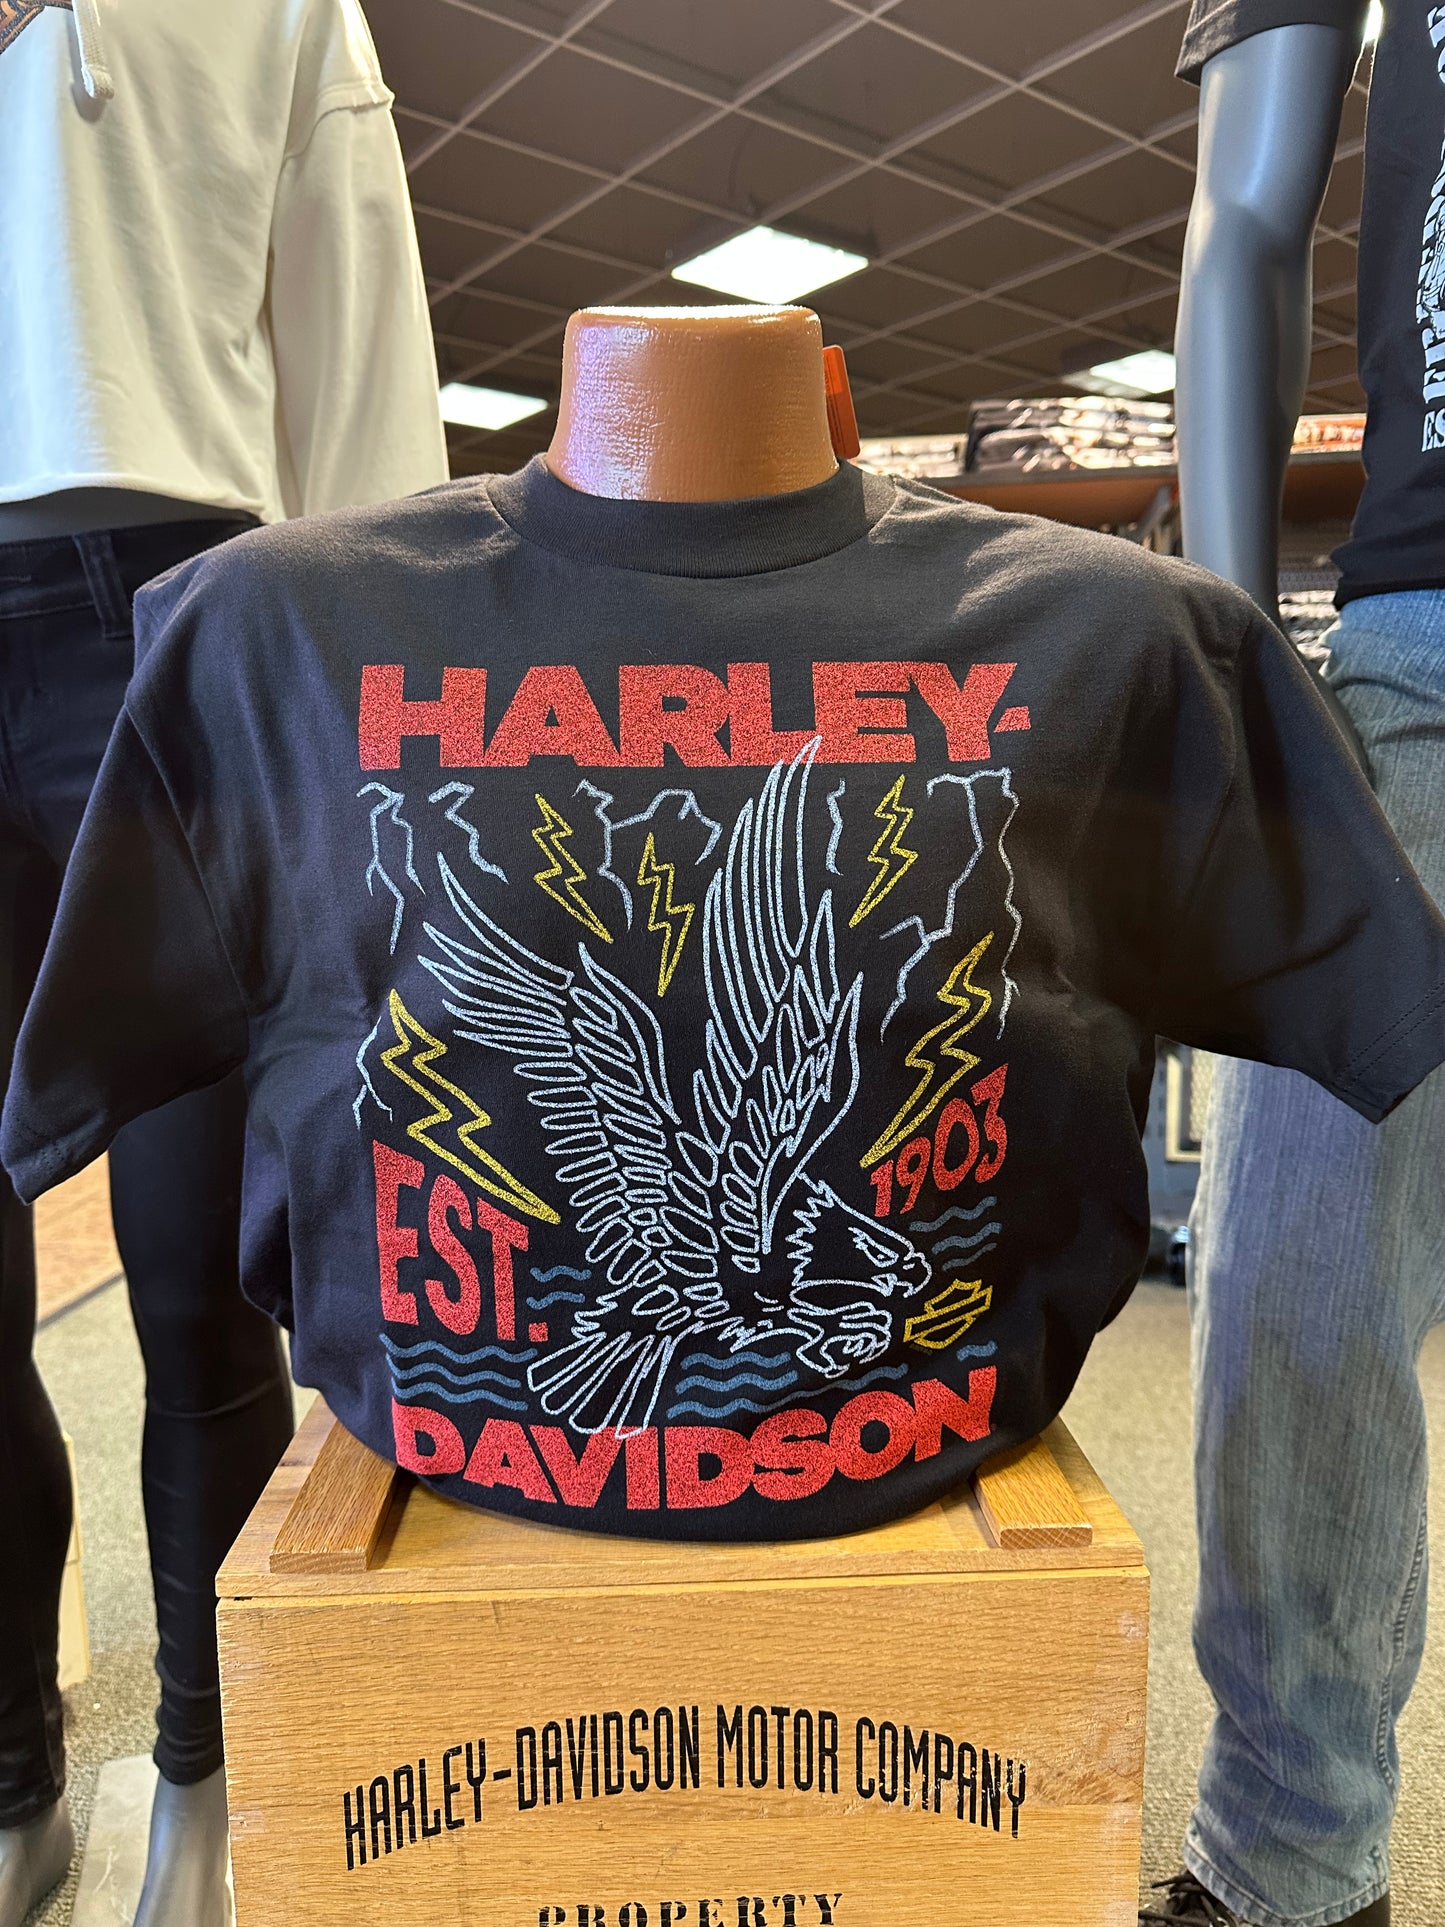 HARLEY-
EST. 1903
DAVIDSON
HARLEY-DAVIDSON MOTOR COMPANY
PROPERTY